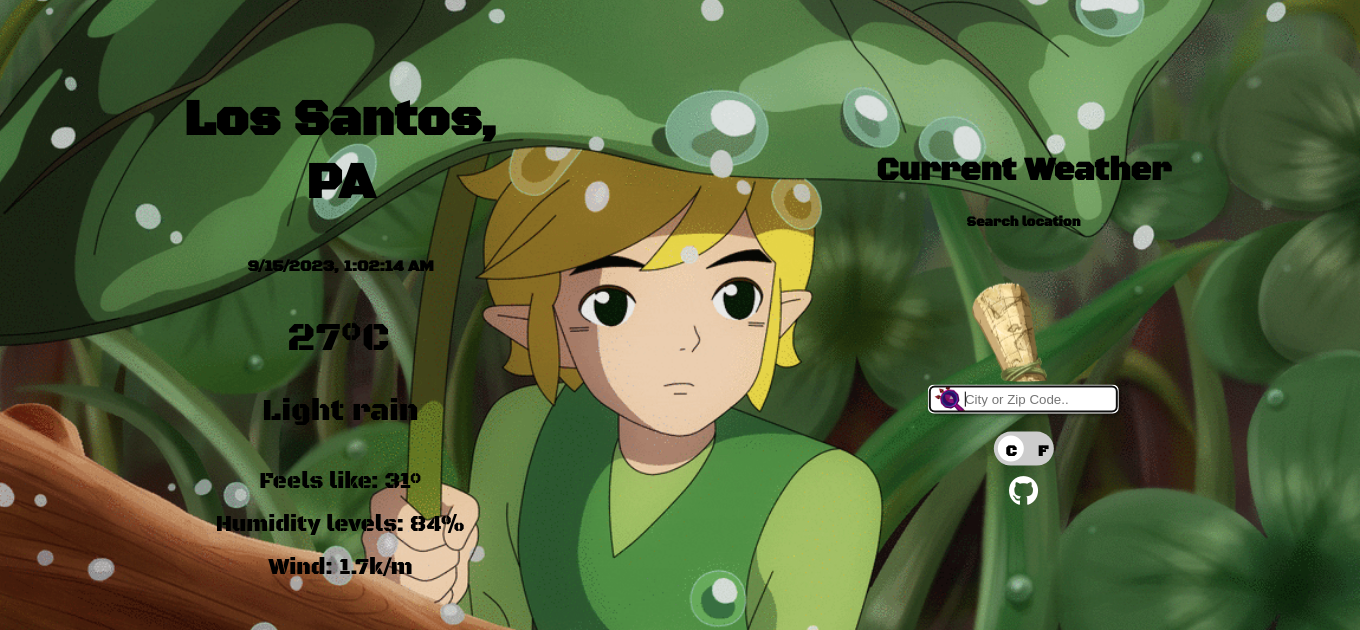 Los Santos,
PA
9/15/2023, 1:02:14 AM
27°C
Light rain
Feels like: 31°
Humidity levels: 84%
Wind: 1.7k/m
Current Weather
Search location
City or Zip Code..
C F